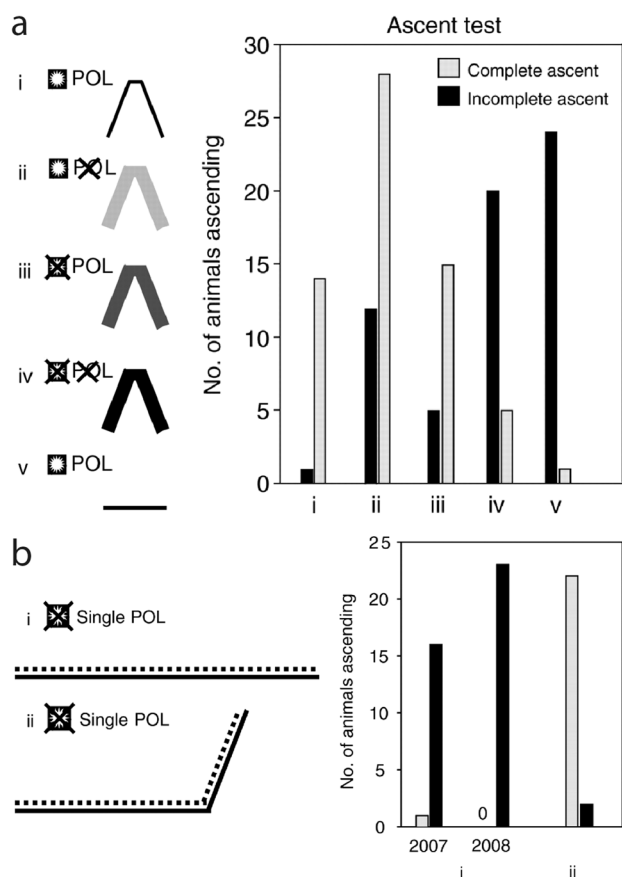 a
Ascent test
i POL
ii POL
iii POL
iv POL
v POL
No. of animals ascending
30
25
20
15
10
5
0
Complete ascent
Incomplete ascent
i ii iii iv v
b
i Single POL
ii Single POL
No. of animals ascending
25
20
15
10
5
0
0
2007 2008
i ii